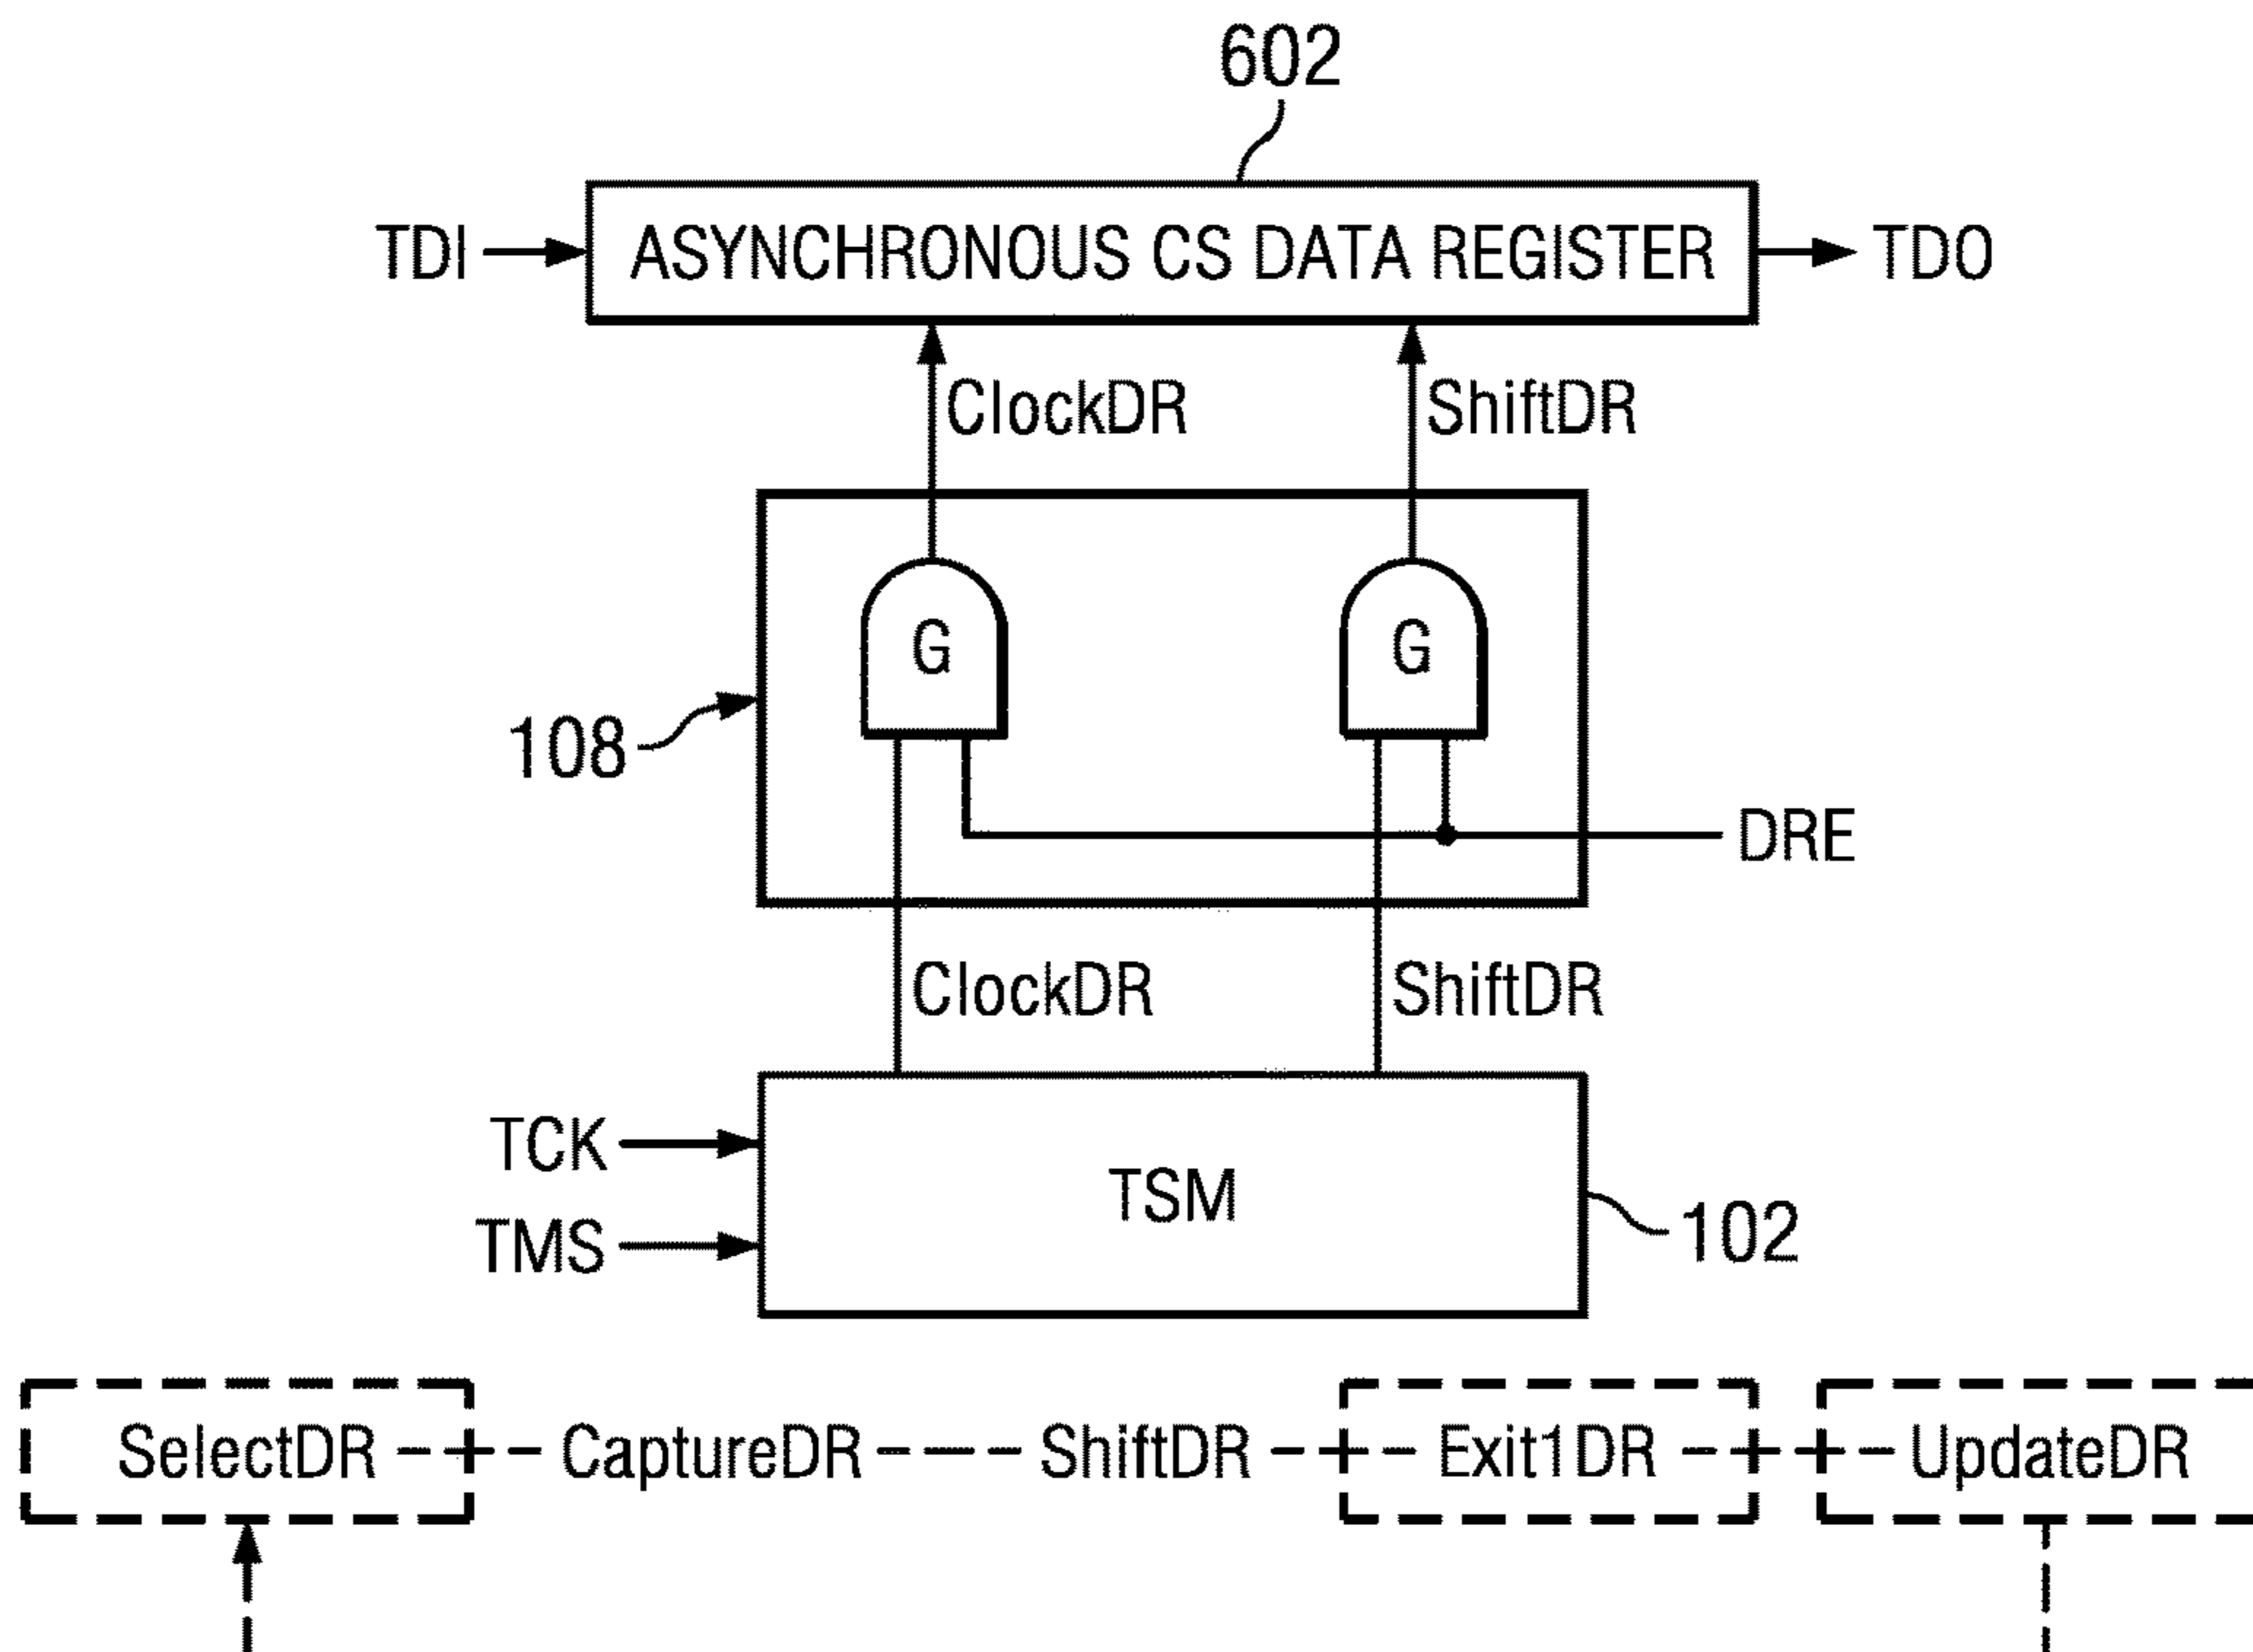 602
TDI ASYNCHRONOUS CS DATA REGISTER TDO
ClockDR ShiftDR
G G
108
DRE
ClockDR ShiftDR
TCK
TSM
TMS
102
SelectDR CaptureDR ShiftDR Exit1DR UpdateDR